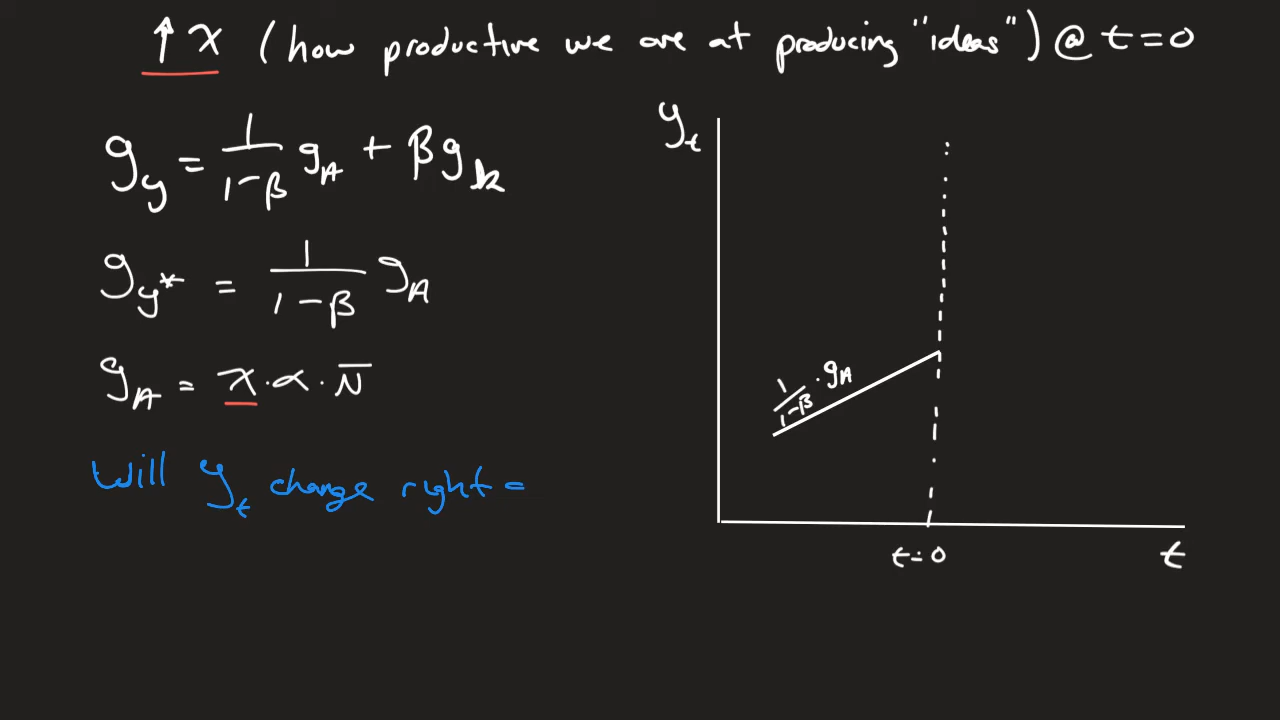 ↑χ (how productive we are at producing "ideas") @ t=0
g_y = 1/(1-β) g_A + β g_k
g_y* = 1/(1-β) g_A
g_A = χ·α·N̅
Will y_t change right =
y_t
1/(1-β) · g_A
t=0
t